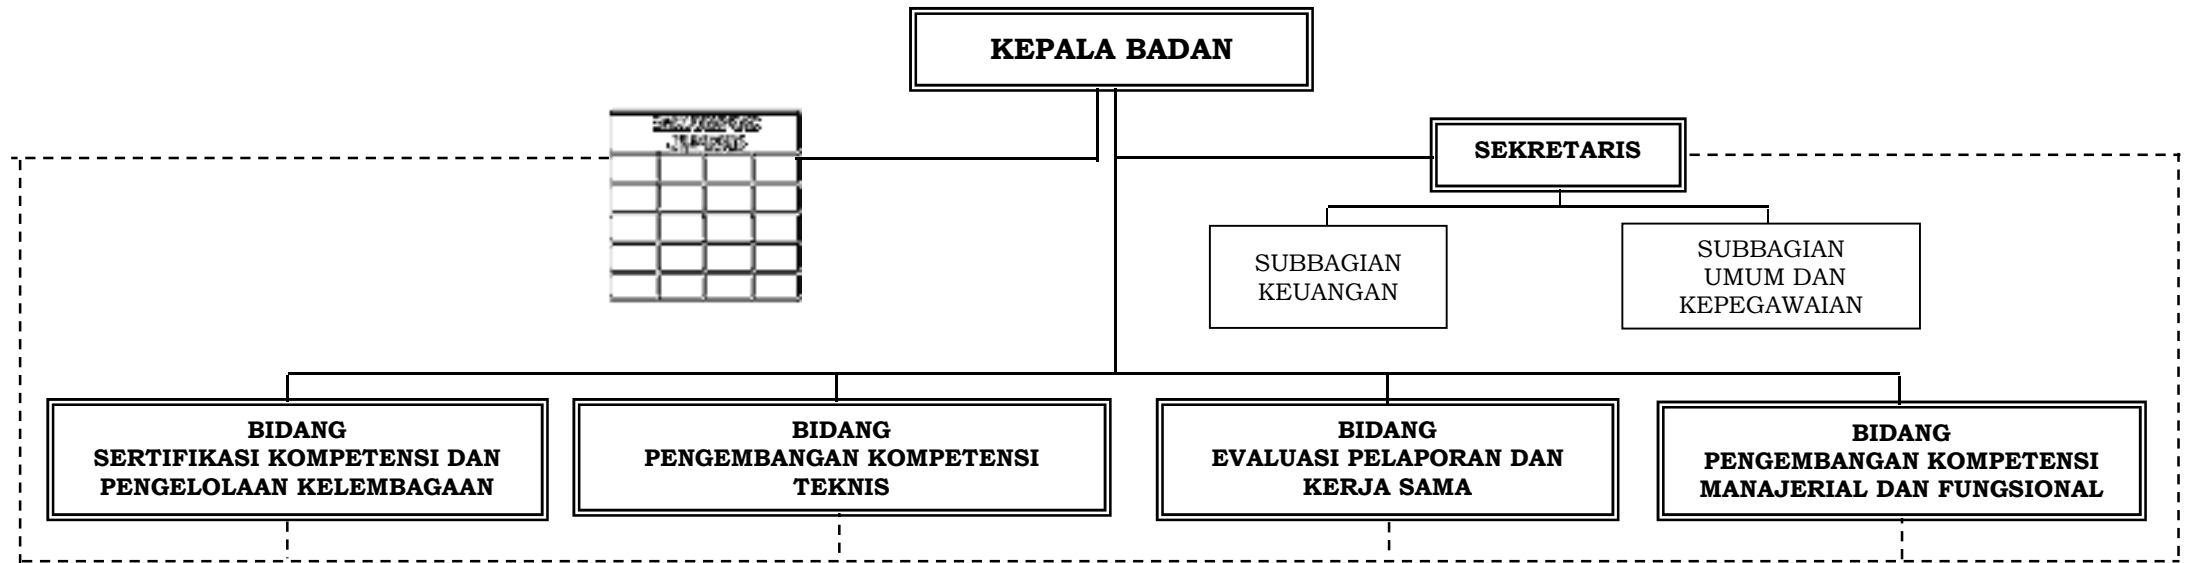 KEPALA BADAN
SEKRETARIS
SUBBAGIAN
KEUANGAN
SUBBAGIAN
UMUM DAN
KEPEGAWAIAN
BIDANG
SERTIFIKASI KOMPETENSI DAN
PENGELOLAAN KELEMBAGAAN
BIDANG
PENGEMBANGAN KOMPETENSI
TEKNIS
BIDANG
EVALUASI PELAPORAN DAN
KERJA SAMA
BIDANG
PENGEMBANGAN KOMPETENSI
MANAJERIAL DAN FUNGSIONAL